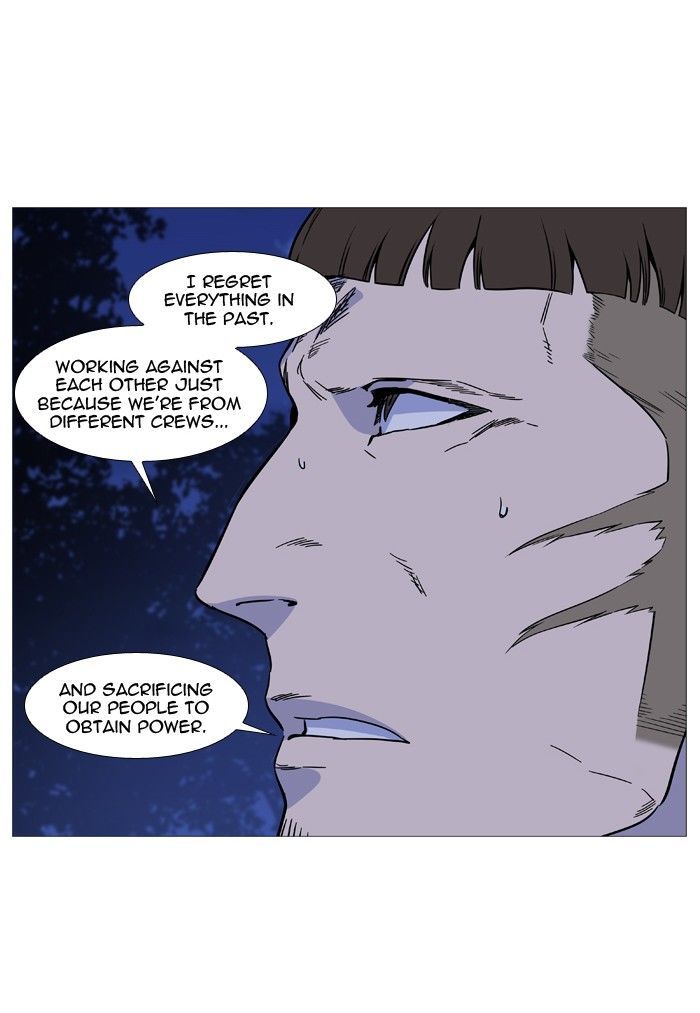 I REGRET
EVERYTHING IN
THE PAST.
WORKING AGAINST
EACH OTHER JUST
BECAUSE WE'RE FROM
DIFFERENT CREWS...
AND SACRIFICING
OUR PEOPLE TO
OBTAIN POWER.